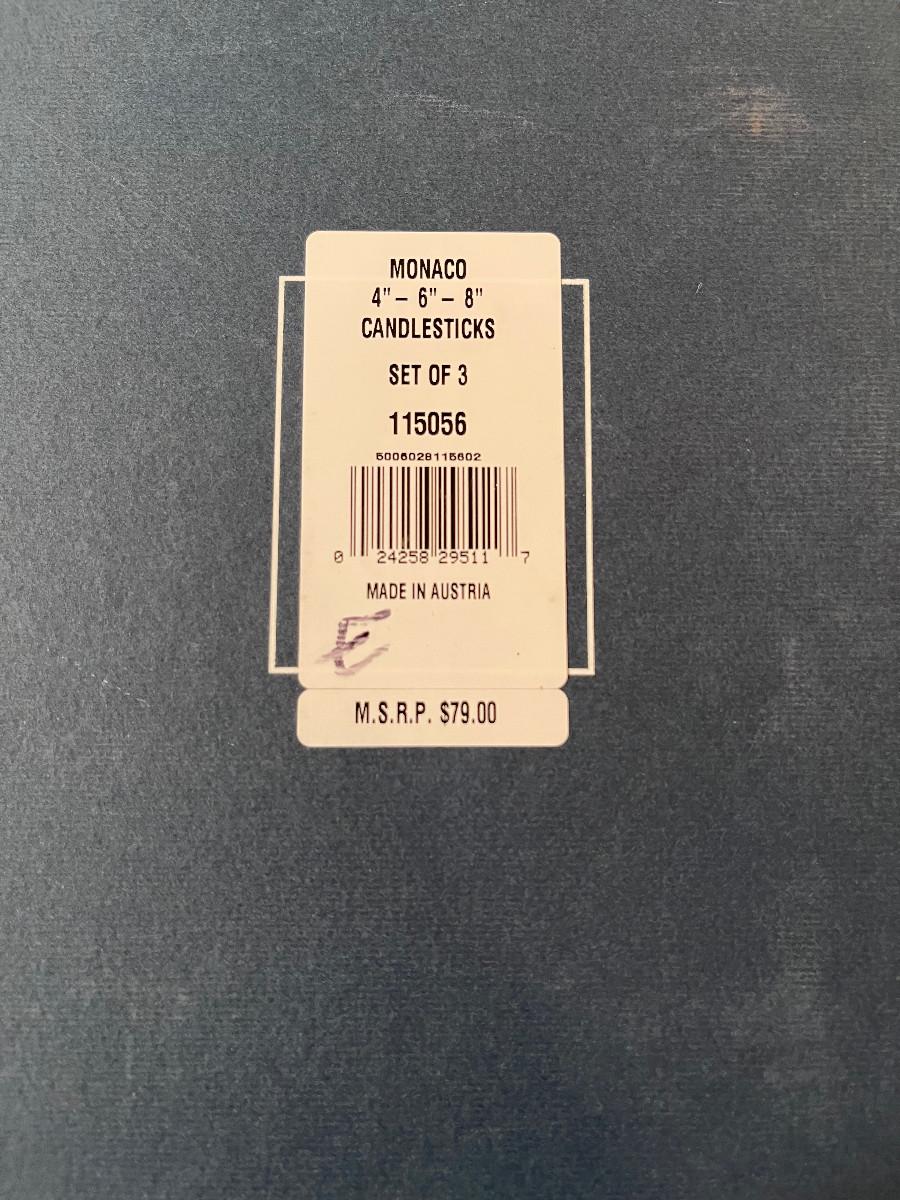 MONACO
4" – 6" – 8"
CANDLESTICKS
SET OF 3
115056
5006028115602
0 24258 29511 7
MADE IN AUSTRIA
E
M.S.R.P. $79.00